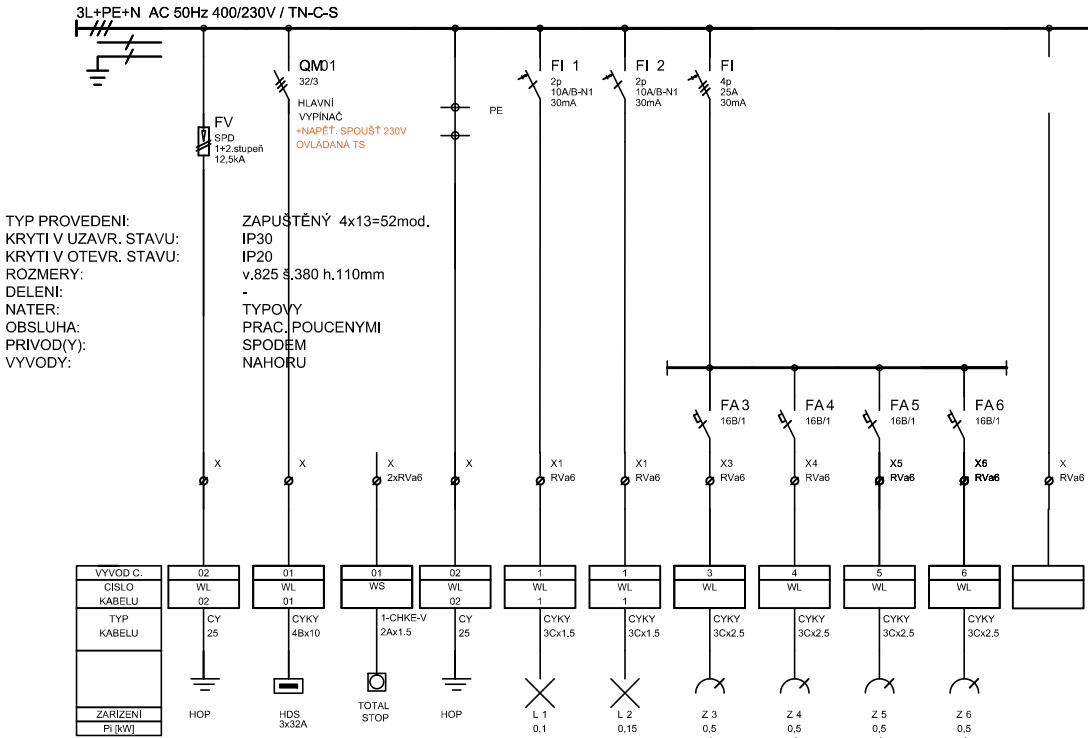 3L+PE+N AC 50Hz 400/230V / TN-C-S
FV
SPD
1+2.stupeň
12,5kA
QM01
32/3
HLAVNÍ
VYPÍNAČ
+NAPĚŤ. SPOUŠŤ 230V
OVLÁDANÁ TS
PE
FI 1
2p
10A/B-N1
30mA
FI 2
2p
10A/B-N1
30mA
FI
4p
25A
30mA
TYP PROVEDENI: ZAPUŠTĚNÝ 4x13=52mod.
KRYTI V UZAVR. STAVU: IP30
KRYTI V OTEVR. STAVU: IP20
ROZMERY: v.825 š.380 h.110mm
DELENI: -
NATER: TYPOVY
OBSLUHA: PRAC. POUCENYMI
PRIVOD(Y): SPODEM
VYVODY: NAHORU
FA3
16B/1
FA4
16B/1
FA5
16B/1
FA6
16B/1
X
X
X
2xRVa6
X
X1
RVa6
X1
RVa6
X3
RVa6
X4
RVa6
X5
RVa6
X6
RVa6
X
RVa6
VYVOD C. 02 01 01 02 1 1 3 4 5 6
CISLO WL WL WS WL WL WL WL WL WL WL
KABELU 02 01 02 1 1
TYP CY CYKY 1-CHKE-V CY CYKY CYKY CYKY CYKY CYKY CYKY
KABELU 25 4Bx10 2Ax1.5 25 3Cx1.5 3Cx1.5 3Cx2.5 3Cx2.5 3Cx2.5 3Cx2.5
ZARIZENI HOP HDS TOTAL HOP L 1 L 2 Z 3 Z 4 Z 5 Z 6
3x32A STOP
Pi [kW] 0,1 0,15 0,5 0,5 0,5 0,5